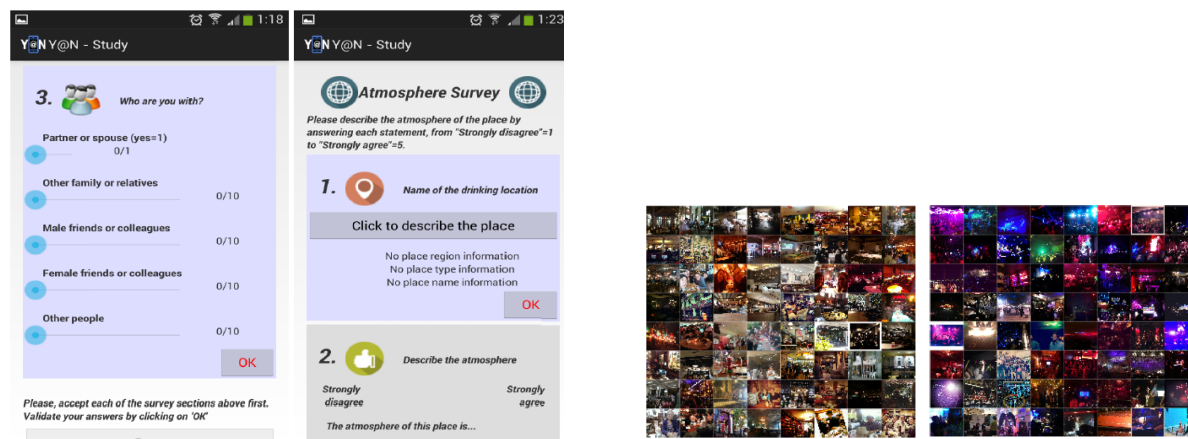 1:18
Y@N Y@N - Study
3. Who are you with?
Partner or spouse (yes=1)
0/1
Other family or relatives
0/10
Male friends or colleagues
0/10
Female friends or colleagues
0/10
Other people
0/10
OK
Please, accept each of the survey sections above first.
Validate your answers by clicking on 'OK'
1:23
Y@N Y@N - Study
Atmosphere Survey
Please describe the atmosphere of the place by
answering each statement, from "Strongly disagree"=1
to "Strongly agree"=5.
1. Name of the drinking location
Click to describe the place
No place region information
No place type information
No place name information
OK
2. Describe the atmosphere
Strongly Strongly
disagree agree
The atmosphere of this place is...